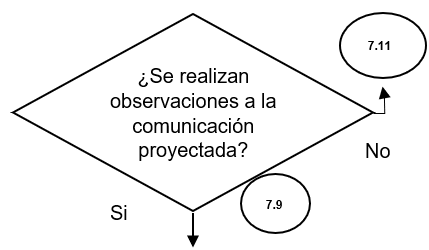 7.11
¿Se realizan
observaciones a la
comunicación
proyectada?
No
7.9
Si